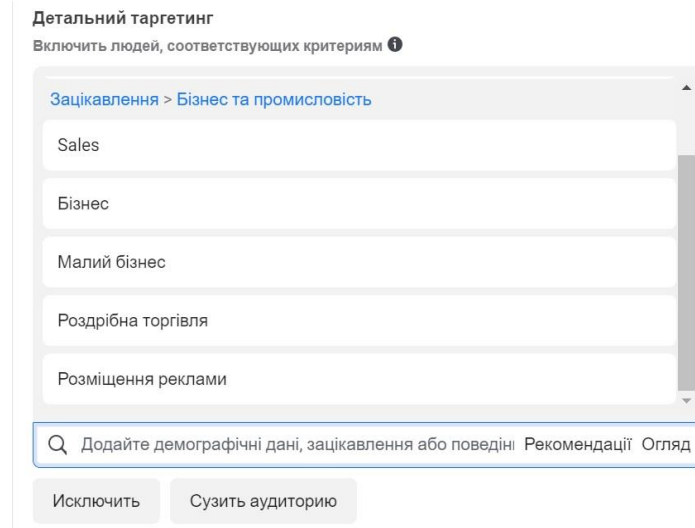 Детальний таргетинг
Включить людей, соответствующих критериям
Зацікавлення > Бізнес та промисловість
Sales
Бізнес
Малий бізнес
Роздрібна торгівля
Розміщення реклами
Додайте демографічні дані, зацікавлення або поведін Рекомендації Огляд
Исключить Сузить аудиторию